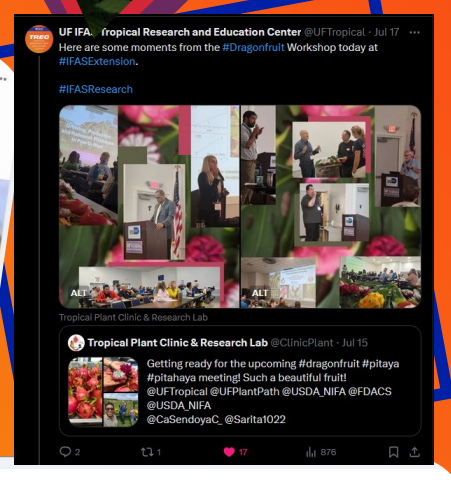 UF IFAS Tropical Research and Education Center @UFTropical · Jul 17 ...
TREC
Here are some moments from the #Dragonfruit Workshop today at
#IFASExtension.
#IFASResearch
ALT
ALT
Tropical Plant Clinic & Research Lab
Tropical Plant Clinic & Research Lab @ClinicPlant · Jul 15
Getting ready for the upcoming #dragonfruit #pitaya
#pitahaya meeting! Such a beautiful fruit!
@UFTropical @UFPlantPath @USDA_NIFA @FDACS
@USDA_NIFA
@CaSendoyaC_ @Sarita1022
2
1
17
876